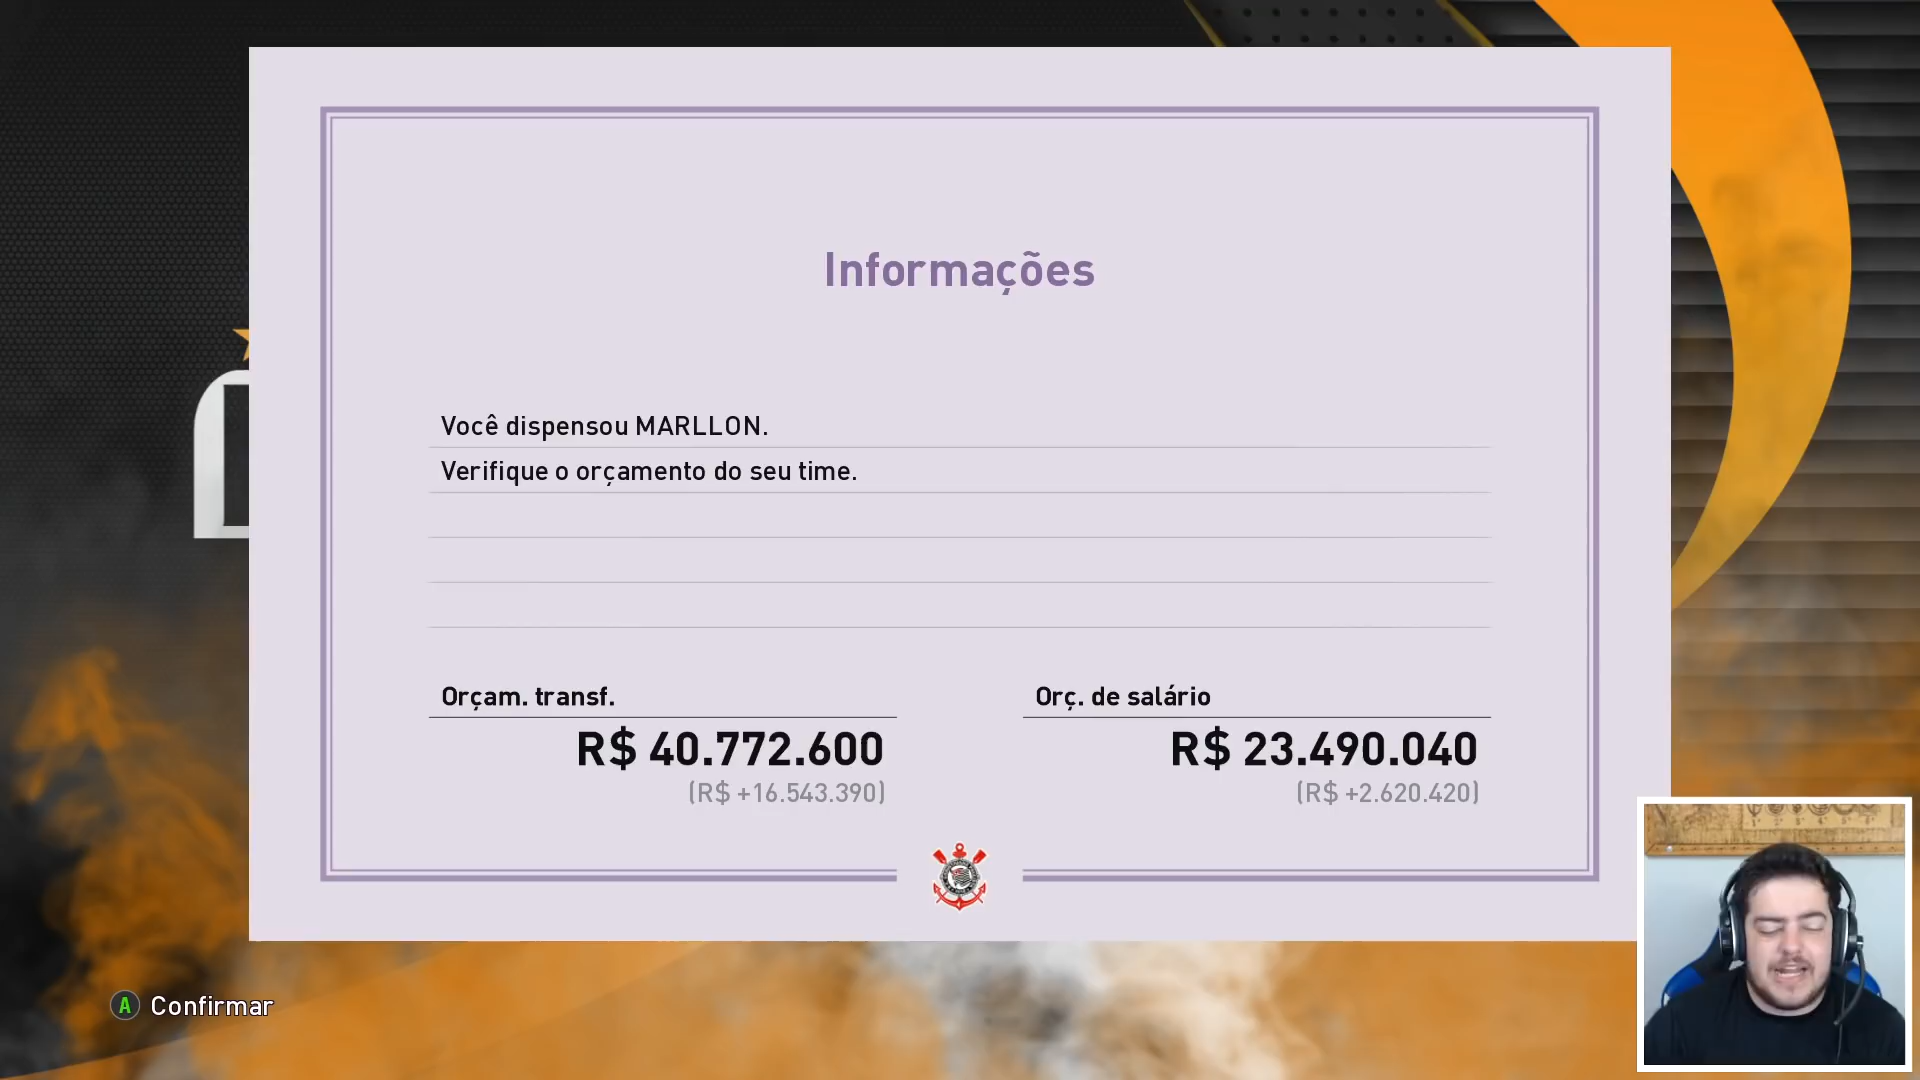 Informações
Você dispensou MARLLON.
Verifique o orçamento do seu time.
Orçam. transf.
R$ 40.772.600
(R$ +16.543.390)
Orç. de salário
R$ 23.490.040
(R$ +2.620.420)
A Confirmar